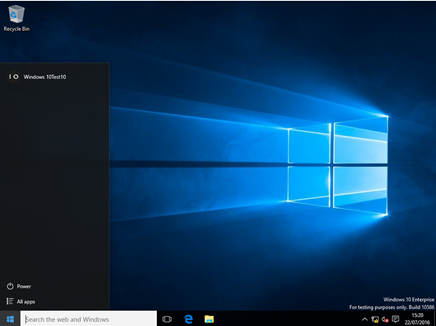 Recycle Bin
Windows 10Test10
Power
All apps
Search the web and Windows
Windows 10 Enterprise
For testing purposes only. Build 10586
15:20
22/07/2016